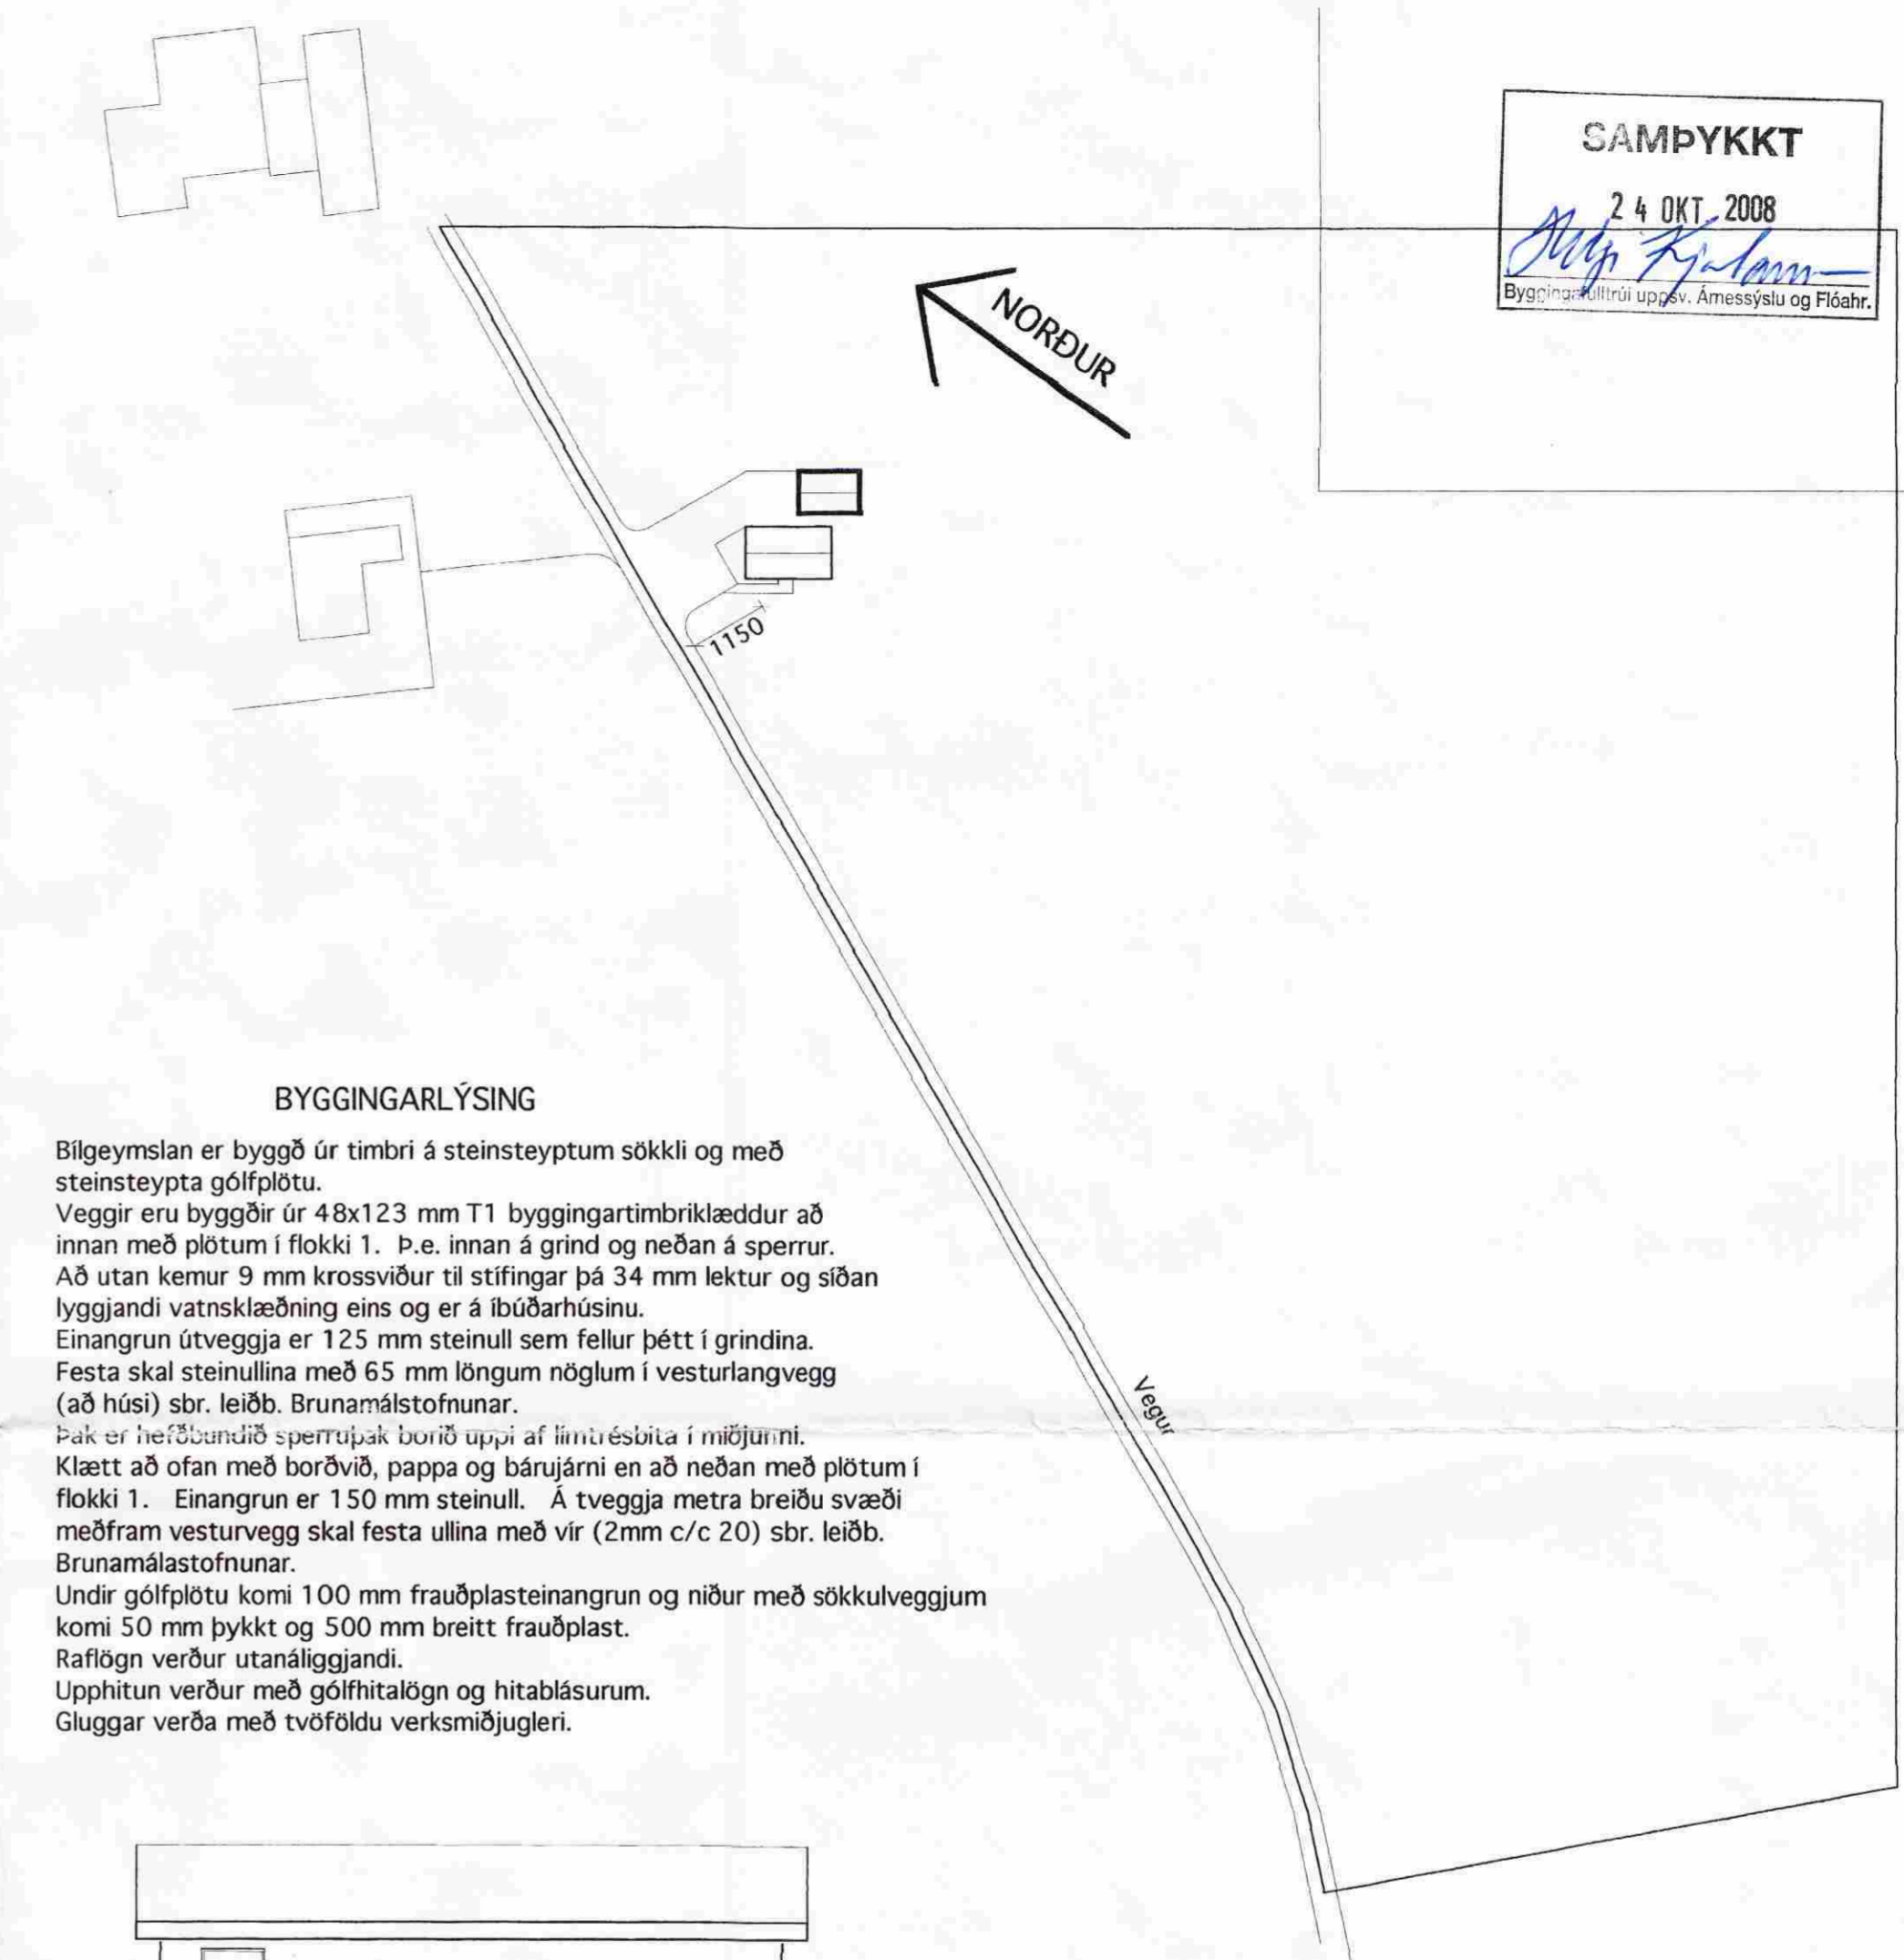 SAMÞYKKT
24 OKT. 2008
Byggingafulltrúi uppsv. Árnessýslu og Flóahr.
NORÐUR
1150
Vegur
BYGGINGARLÝSING
Bílgeymslan er byggð úr timbri á steinsteyptum sökkli og með
steinsteypta gólfplötu.
Veggir eru byggðir úr 48x123 mm T1 byggingartimbriklæddur að
innan með plötum í flokki 1. Þ.e. innan á grind og neðan á sperrur.
Að utan kemur 9 mm krossviður til stífingar þá 34 mm lektur og síðan
lyggjandi vatnsklæðning eins og er á íbúðarhúsinu.
Einangrun útveggja er 125 mm steinull sem fellur þétt í grindina.
Festa skal steinullina með 65 mm löngum nöglum í vesturlangvegg
(að húsi) sbr. leiðb. Brunamálstofnunar.
Þak er hefðbundið sperruþak borið uppi af límtrésbita í miðjunni.
Klætt að ofan með borðvið, pappa og bárujárni en að neðan með plötum í
flokki 1. Einangrun er 150 mm steinull. Á tveggja metra breiðu svæði
meðfram vesturvegg skal festa ullina með vír (2mm c/c 20) sbr. leiðb.
Brunamálastofnunar.
Undir gólfplötu komi 100 mm frauðplasteinangrun og niður með sökkulveggjum
komi 50 mm þykkt og 500 mm breitt frauðplast.
Raflögn verður utanáliggjandi.
Upphitun verður með gólfhitalögn og hitablásurum.
Gluggar verða með tvöföldu verksmiðjugleri.